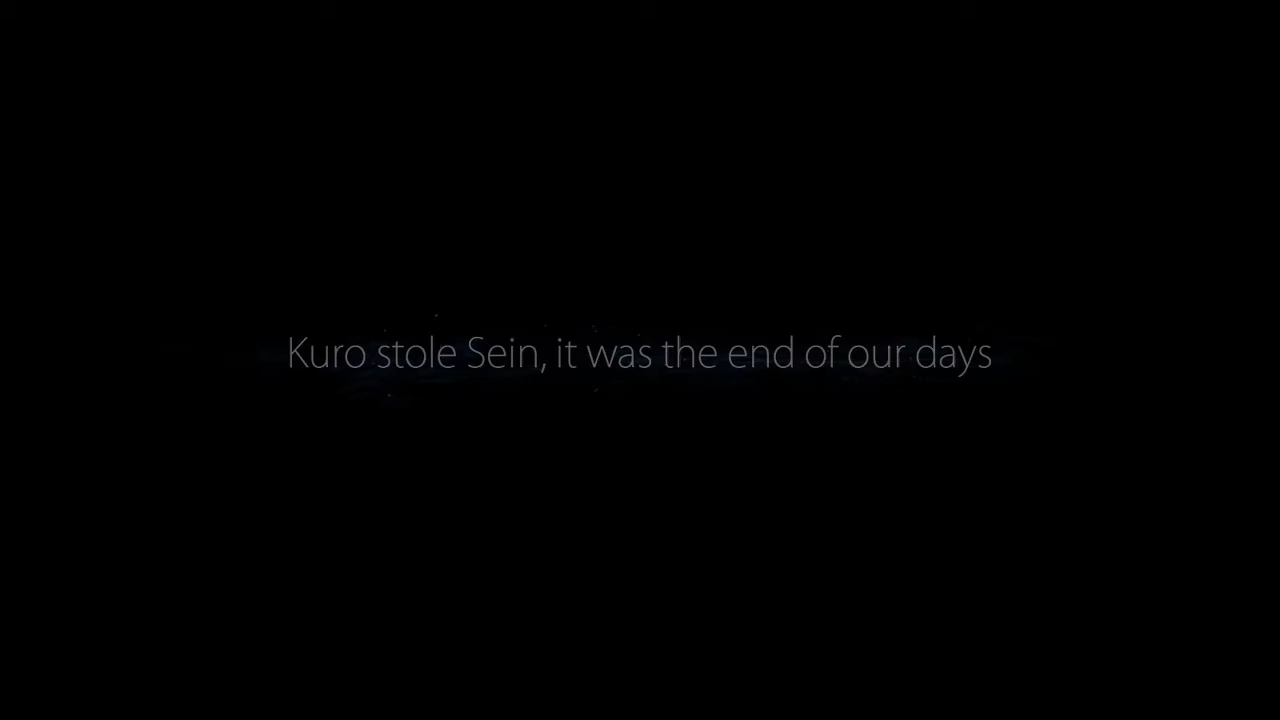 Kuro stole Sein, it was the end of our days